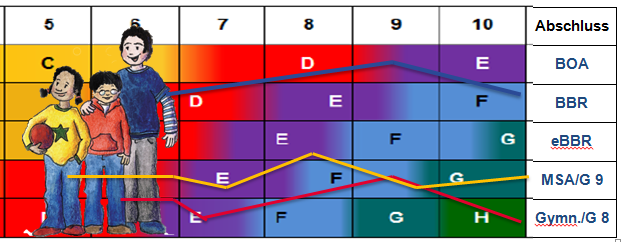 5 6 7 8 9 10 Abschluss
C D E BOA
D E F BBR
E F G eBBR
E F G MSA/G 9
E F G H Gymn./G 8